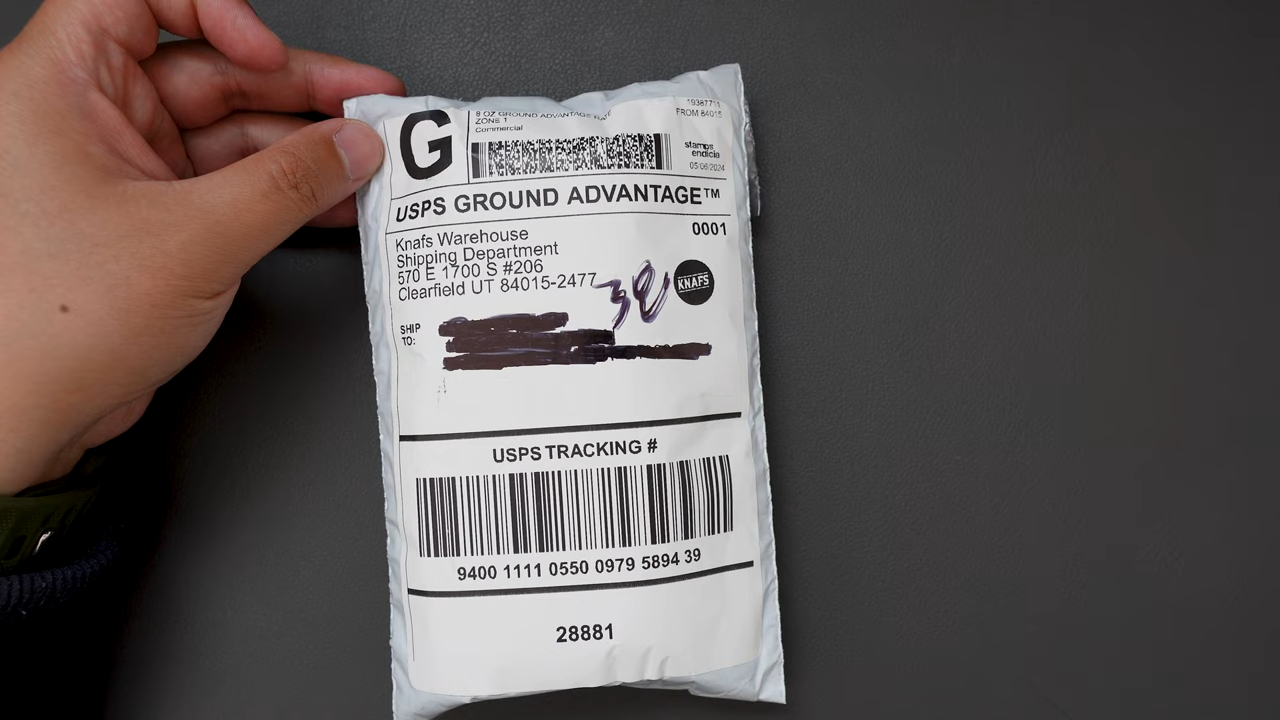 G
8 OZ GROUND ADVANTAGE RATE
ZONE 1
Commercial
19387711
FROM 84015
stamps
endicia
05/06/2024
USPS GROUND ADVANTAGE™
0001
Knafs Warehouse
Shipping Department
570 E 1700 S #206
Clearfield UT 84015-2477
KNAFS
SHIP
TO:
USPS TRACKING #
9400 1111 0550 0979 5894 39
28881